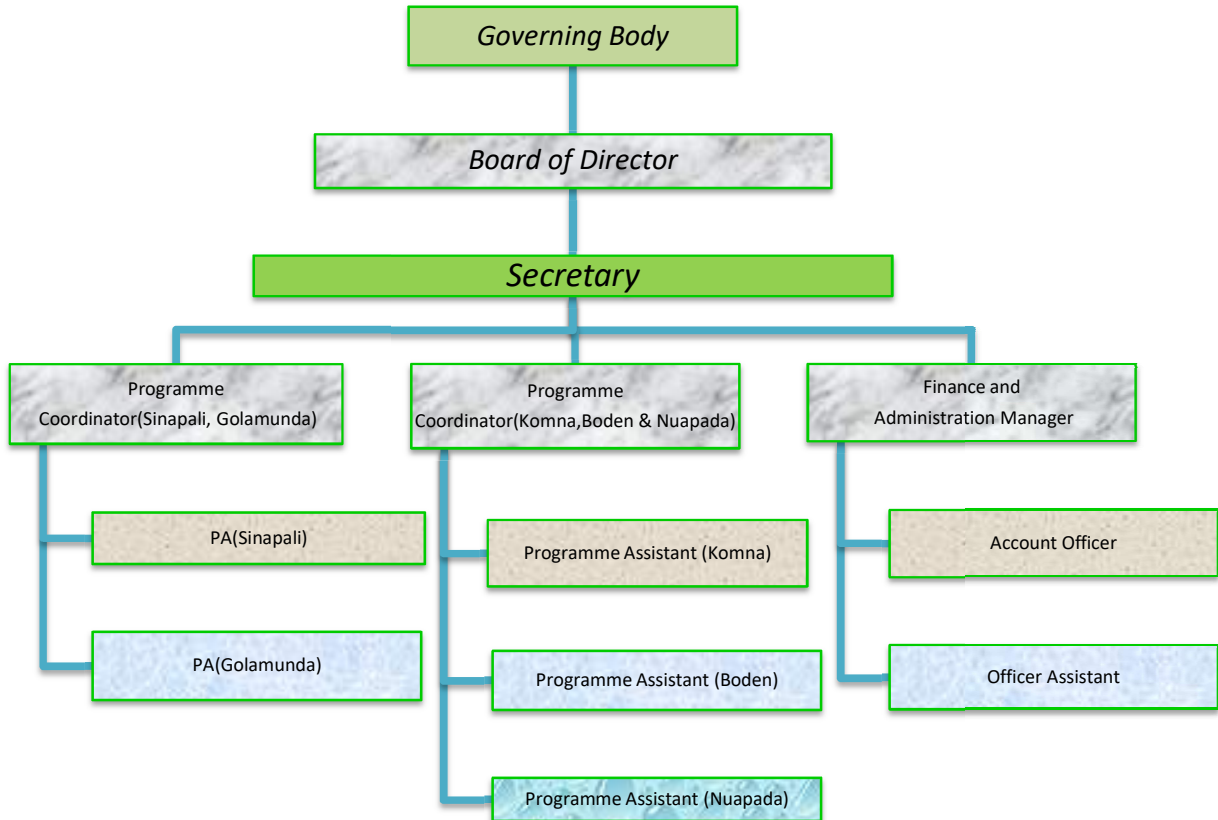 Governing Body
Board of Director
Secretary
Programme
Coordinator(Sinapali, Golamunda)
Programme
Coordinator(Komna,Boden & Nuapada)
Finance and
Administration Manager
PA(Sinapali)
PA(Golamunda)
Programme Assistant (Komna)
Programme Assistant (Boden)
Programme Assistant (Nuapada)
Account Officer
Officer Assistant